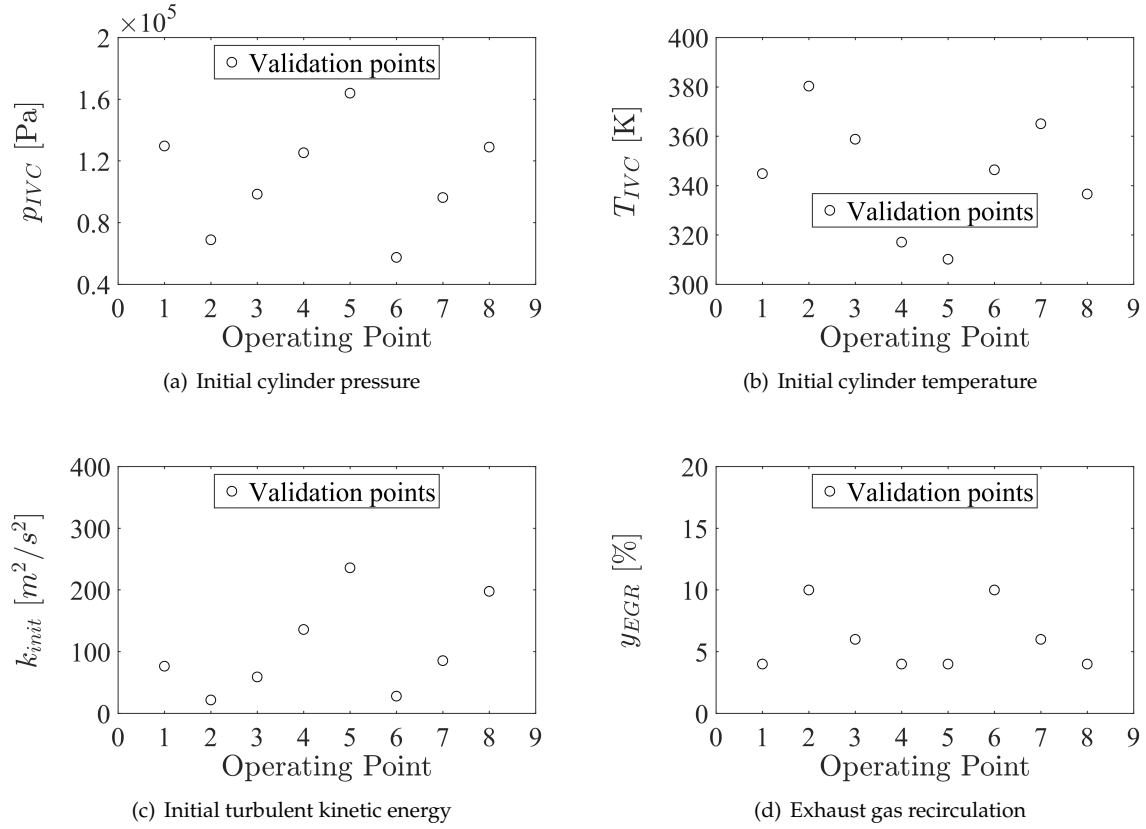 ×10⁵
2
1.6
1.2
0.8
0.4
p_IVC [Pa]
Validation points
0 1 2 3 4 5 6 7 8 9
Operating Point
(a) Initial cylinder pressure
400
380
360
340
320
300
T_IVC [K]
Validation points
0 1 2 3 4 5 6 7 8 9
Operating Point
(b) Initial cylinder temperature
400
300
200
100
0
k_init [m²/s²]
Validation points
0 1 2 3 4 5 6 7 8 9
Operating Point
(c) Initial turbulent kinetic energy
20
15
10
5
0
y_EGR [%]
Validation points
0 1 2 3 4 5 6 7 8 9
Operating Point
(d) Exhaust gas recirculation